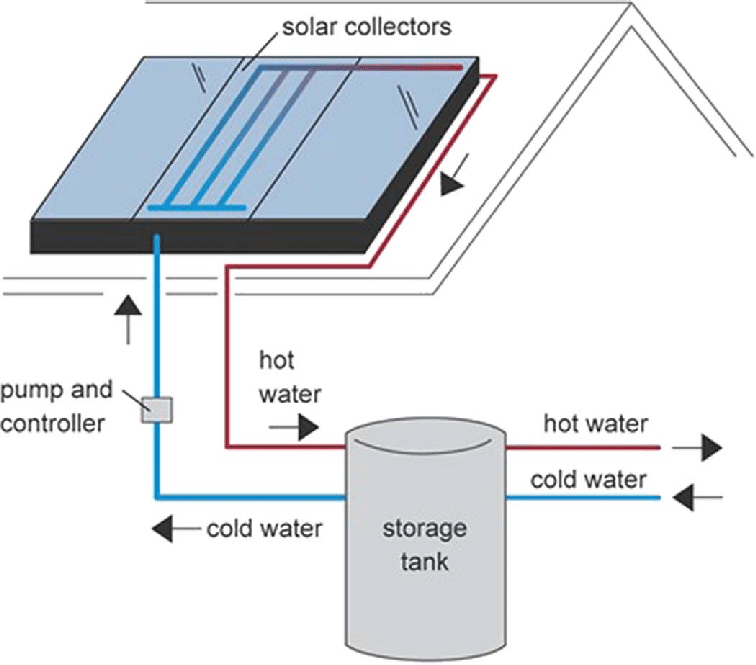 solar collectors
hot
water
pump and
controller
hot water
cold water
cold water
storage
tank